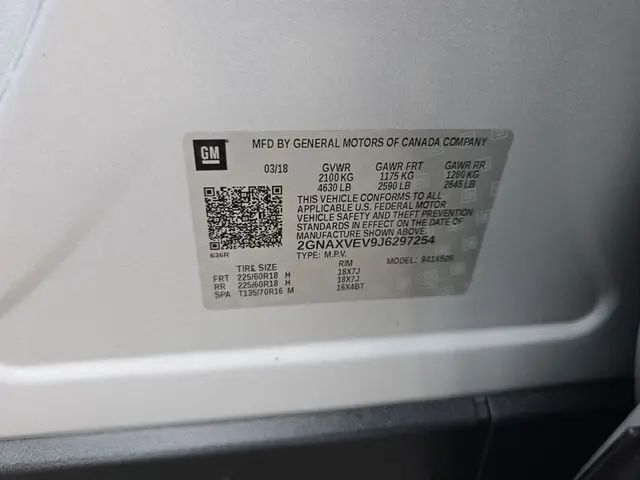 GM
MFD BY GENERAL MOTORS OF CANADA COMPANY
03/18 GVWR GAWR FRT GAWR RR
2100 KG 1175 KG 1200 KG
4630 LB 2590 LB 2645 LB
THIS VEHICLE CONFORMS TO ALL
APPLICABLE U.S. FEDERAL MOTOR
VEHICLE SAFETY AND THEFT PREVENTION
STANDARDS IN EFFECT ON THE DATE OF
MANUFACTURE SHOWN ABOVE.
636R
2GNAXVEV9J6297254
TYPE: M.P.V. MODEL:
TIRE SIZE RIM
FRT 225/60R18 H 18X7J
RR 225/60R18 H 18X7J
SPA T135/70R16 M 16X4BT